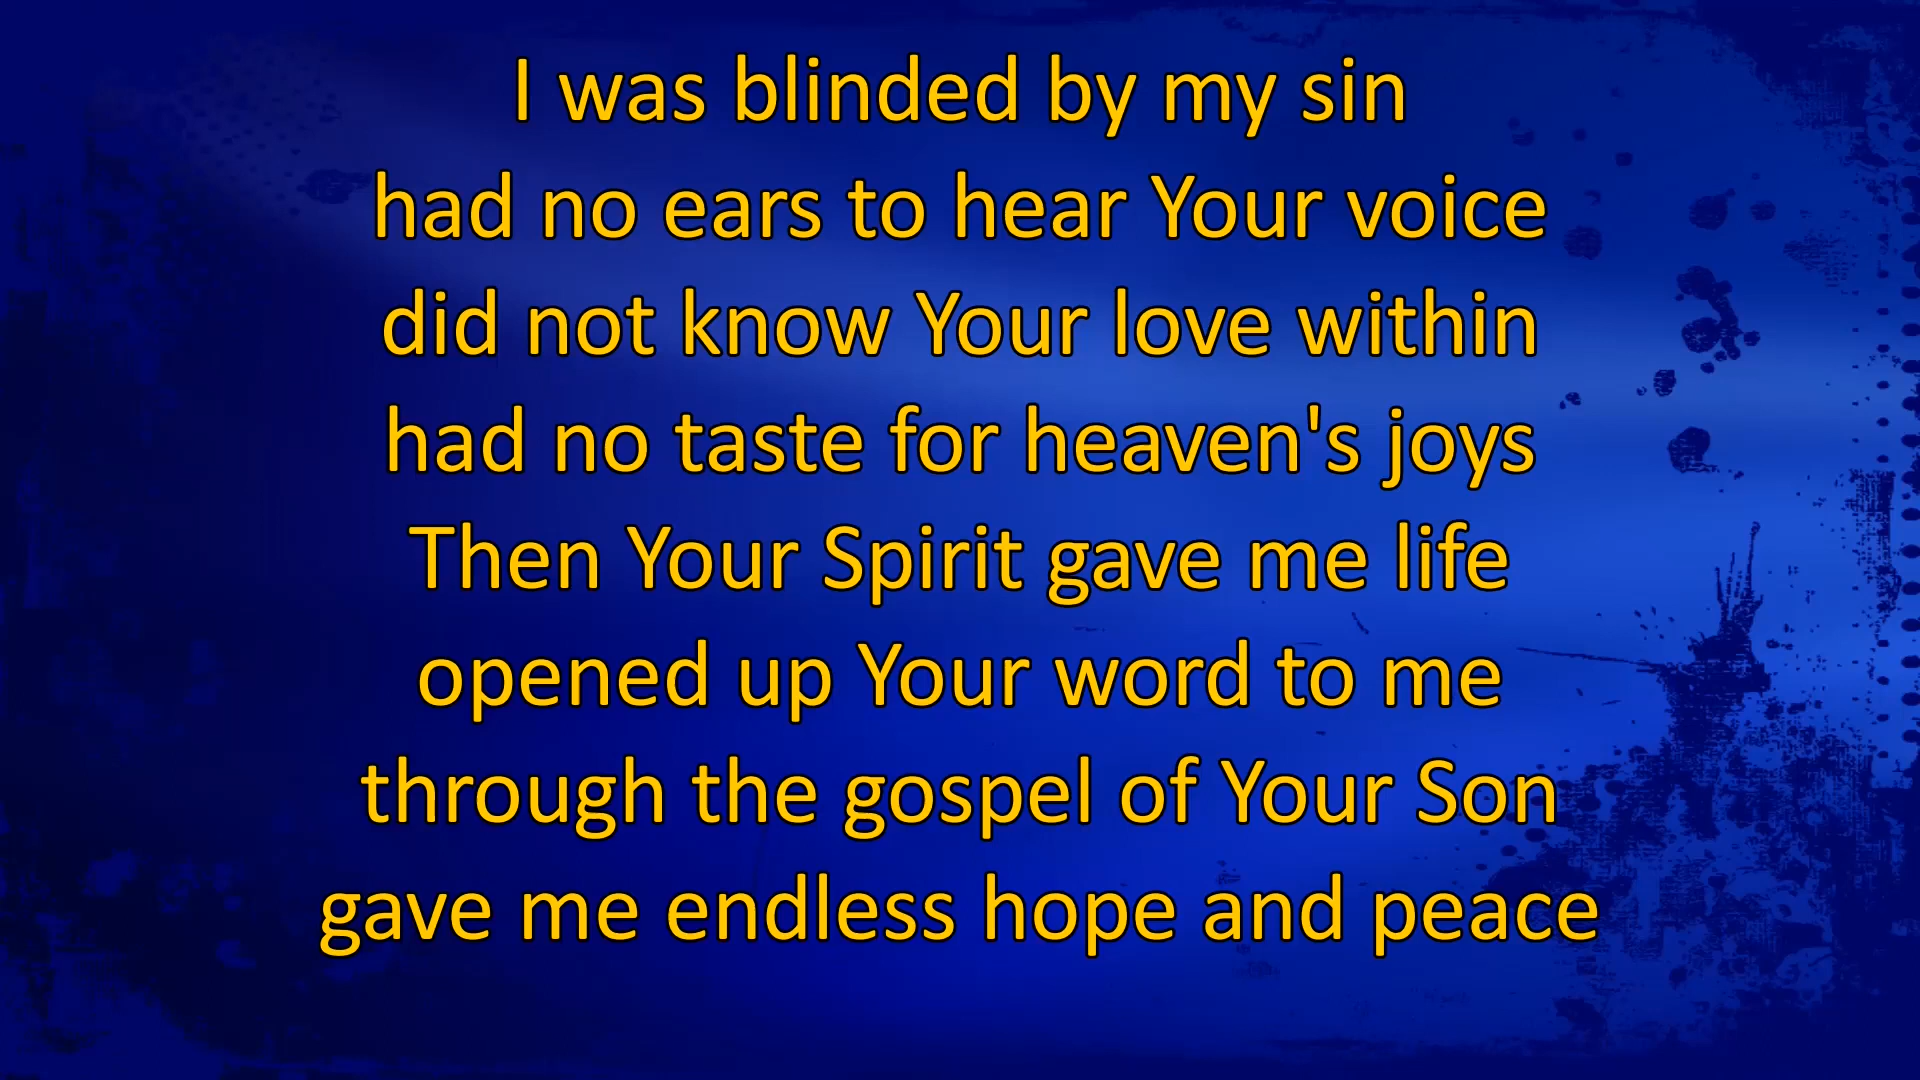 I was blinded by my sin
had no ears to hear Your voice
did not know Your love within
had no taste for heaven's joys
Then Your Spirit gave me life
opened up Your word to me
through the gospel of Your Son
gave me endless hope and peace